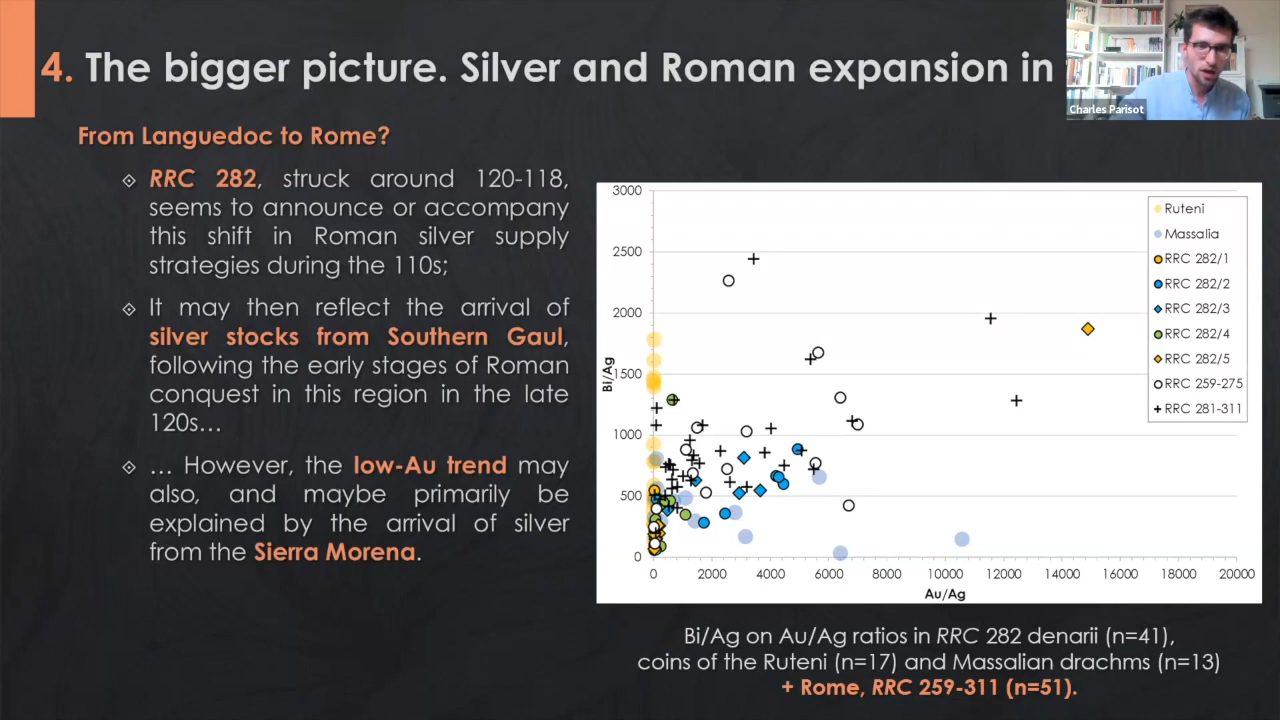 4. The bigger picture. Silver and Roman expansion in
Charles Parisot
From Languedoc to Rome?
RRC 282, struck around 120-118,
seems to announce or accompany
this shift in Roman silver supply
strategies during the 110s;
It may then reflect the arrival of
silver stocks from Southern Gaul,
following the early stages of Roman
conquest in this region in the late
120s…
… However, the low-Au trend may
also, and maybe primarily be
explained by the arrival of silver
from the Sierra Morena.
3000
2500
2000
1500
1000
500
0
Bi/Ag
0 2000 4000 6000 8000 10000 12000 14000 16000 18000 20000
Au/Ag
Ruteni
Massalia
RRC 282/1
RRC 282/2
RRC 282/3
RRC 282/4
RRC 282/5
RRC 259-275
RRC 281-311
Bi/Ag on Au/Ag ratios in RRC 282 denarii (n=41),
coins of the Ruteni (n=17) and Massalian drachms (n=13)
+ Rome, RRC 259-311 (n=51).